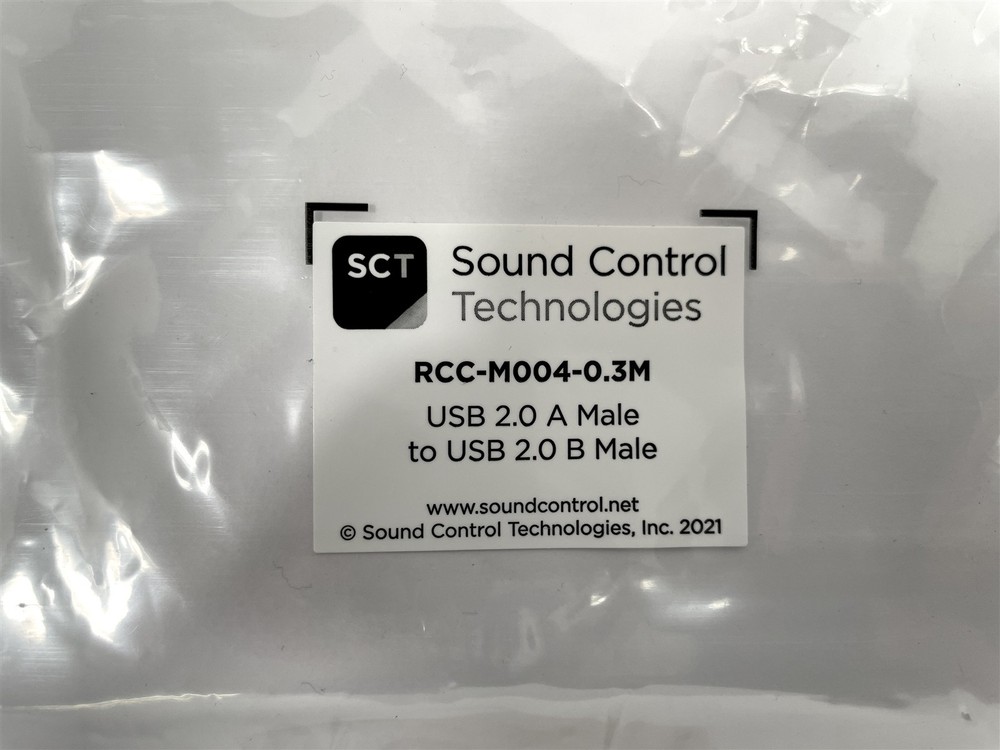 SCT
Sound Control
Technologies
RCC-M004-0.3M
USB 2.0 A Male
to USB 2.0 B Male
www.soundcontrol.net
© Sound Control Technologies, Inc. 2021